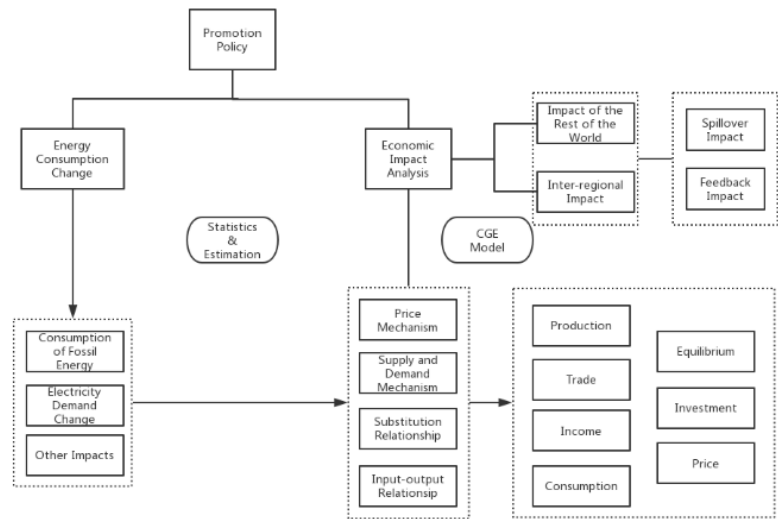 Promotion
Policy
Energy
Consumption
Change
Economic
Impact
Analysis
Impact of the
Rest of the
World
Inter-regional
Impact
Spillover
Impact
Feedback
Impact
Statistics
&
Estimation
CGE
Model
Consumption
of Fossil
Energy
Electricity
Demand
Change
Other Impacts
Price
Mechanism
Supply and
Demand
Mechanism
Substitution
Relationship
Input-output
Relationsip
Production
Trade
Income
Consumption
Equilibrium
Investment
Price